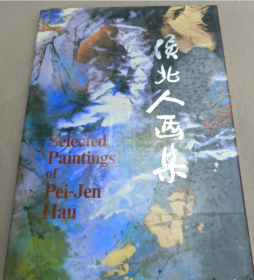 侯北人画集
Selected
Paintings
of
Pei-Jen
Hau